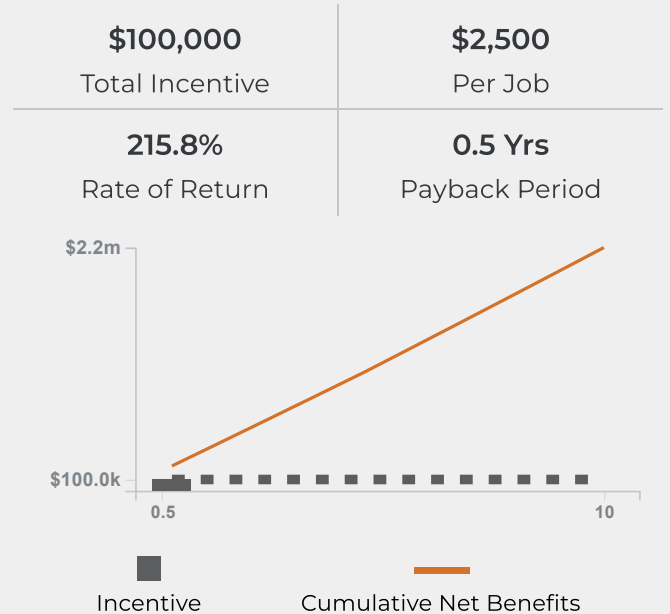 $100,000
Total Incentive
$2,500
Per Job
215.8%
Rate of Return
0.5 Yrs
Payback Period
$2.2m
$100.0k
0.5
10
Incentive
Cumulative Net Benefits